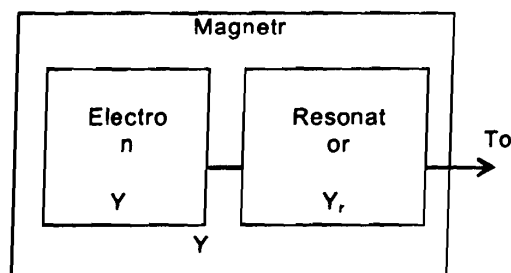 Magnetr
Electro
n
Y
Resonat
or
Yr
To
Y